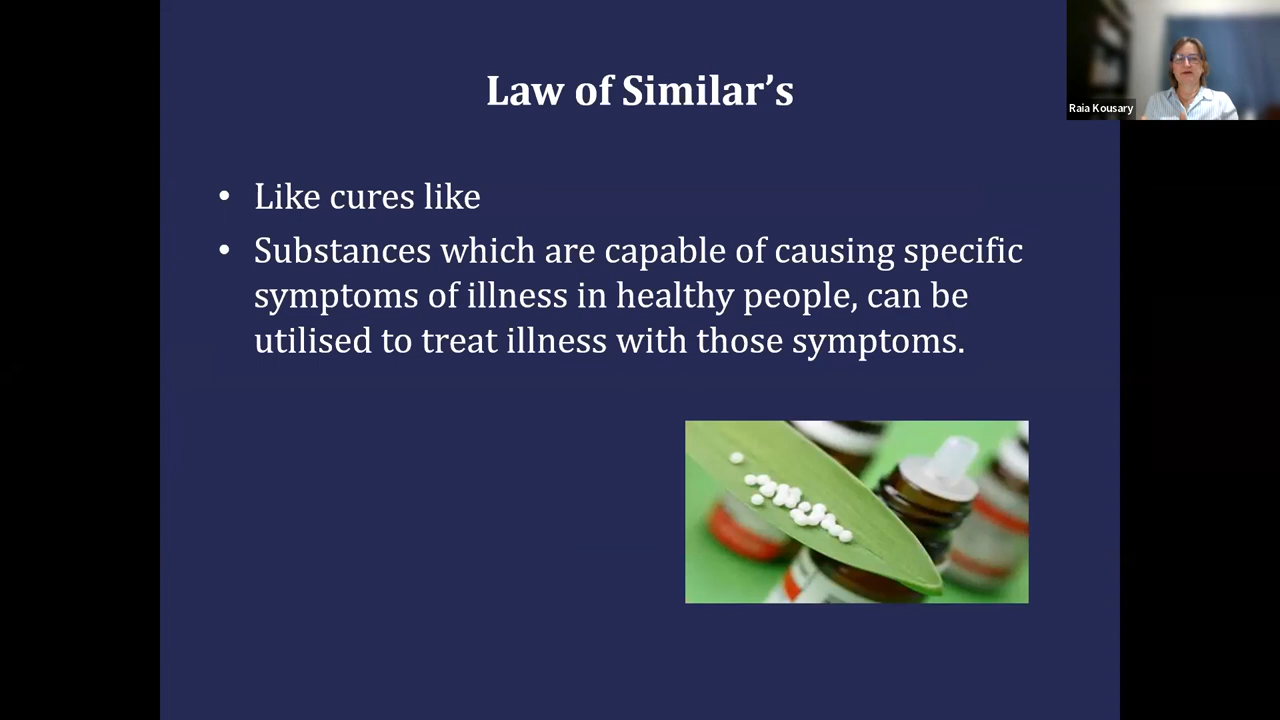 Law of Similar’s
Raia Kousary
• Like cures like
• Substances which are capable of causing specific
symptoms of illness in healthy people, can be
utilised to treat illness with those symptoms.